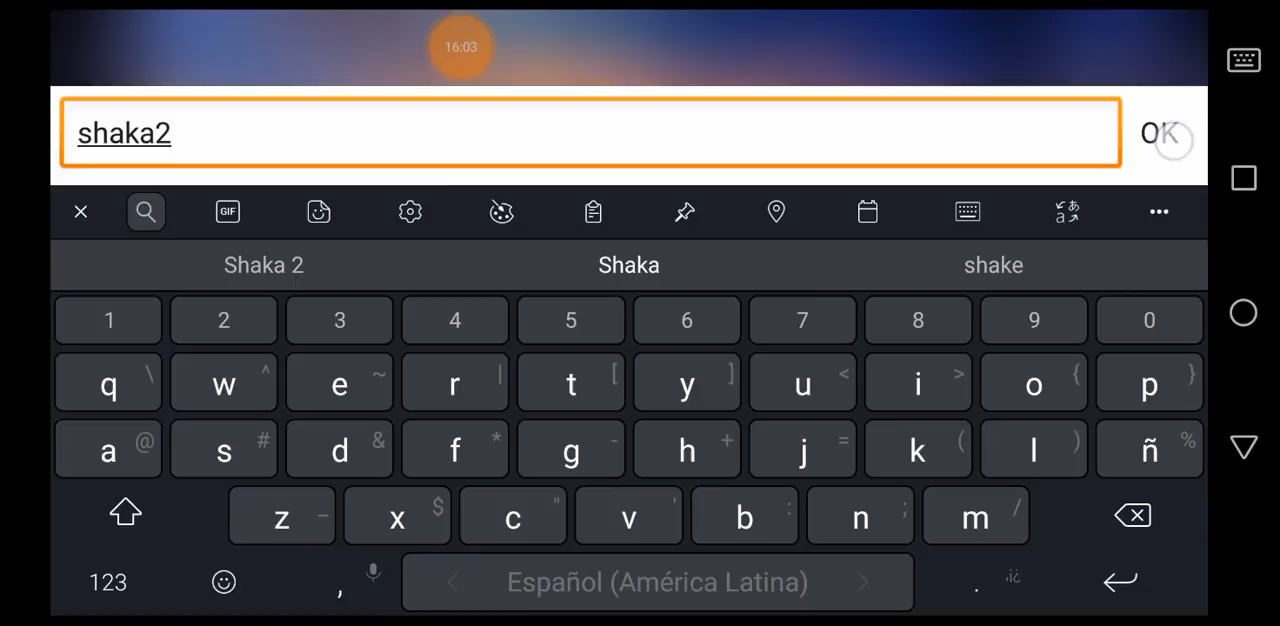 16:03
shaka2 OK
GIF
Shaka 2 Shaka shake
1 2 3 4 5 6 7 8 9 0
q \ w ^ e ~ r | t [ y ] u < i > o { p }
a @ s # d & f * g - h + j = k ( l ) ñ %
z _ x $ c " v ' b : n ; m /
123 , < Español (América Latina) > . ¡¿